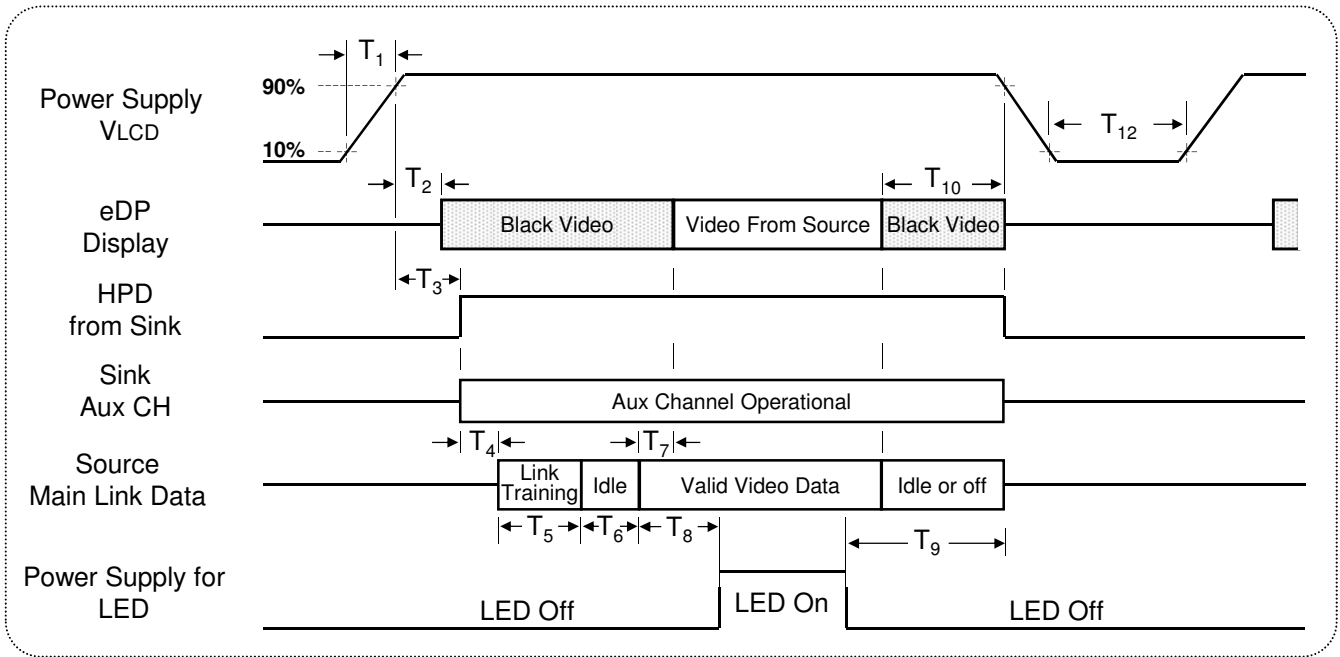 T1
90%
Power Supply
VLCD
T12
10%
T2
T10
eDP
Display
Black Video
Video From Source
Black Video
T3
HPD
from Sink
Sink
Aux CH
Aux Channel Operational
T4
T7
Source
Main Link Data
Link
Training
Idle
Valid Video Data
Idle or off
T5
T6
T8
T9
Power Supply for
LED
LED Off
LED On
LED Off